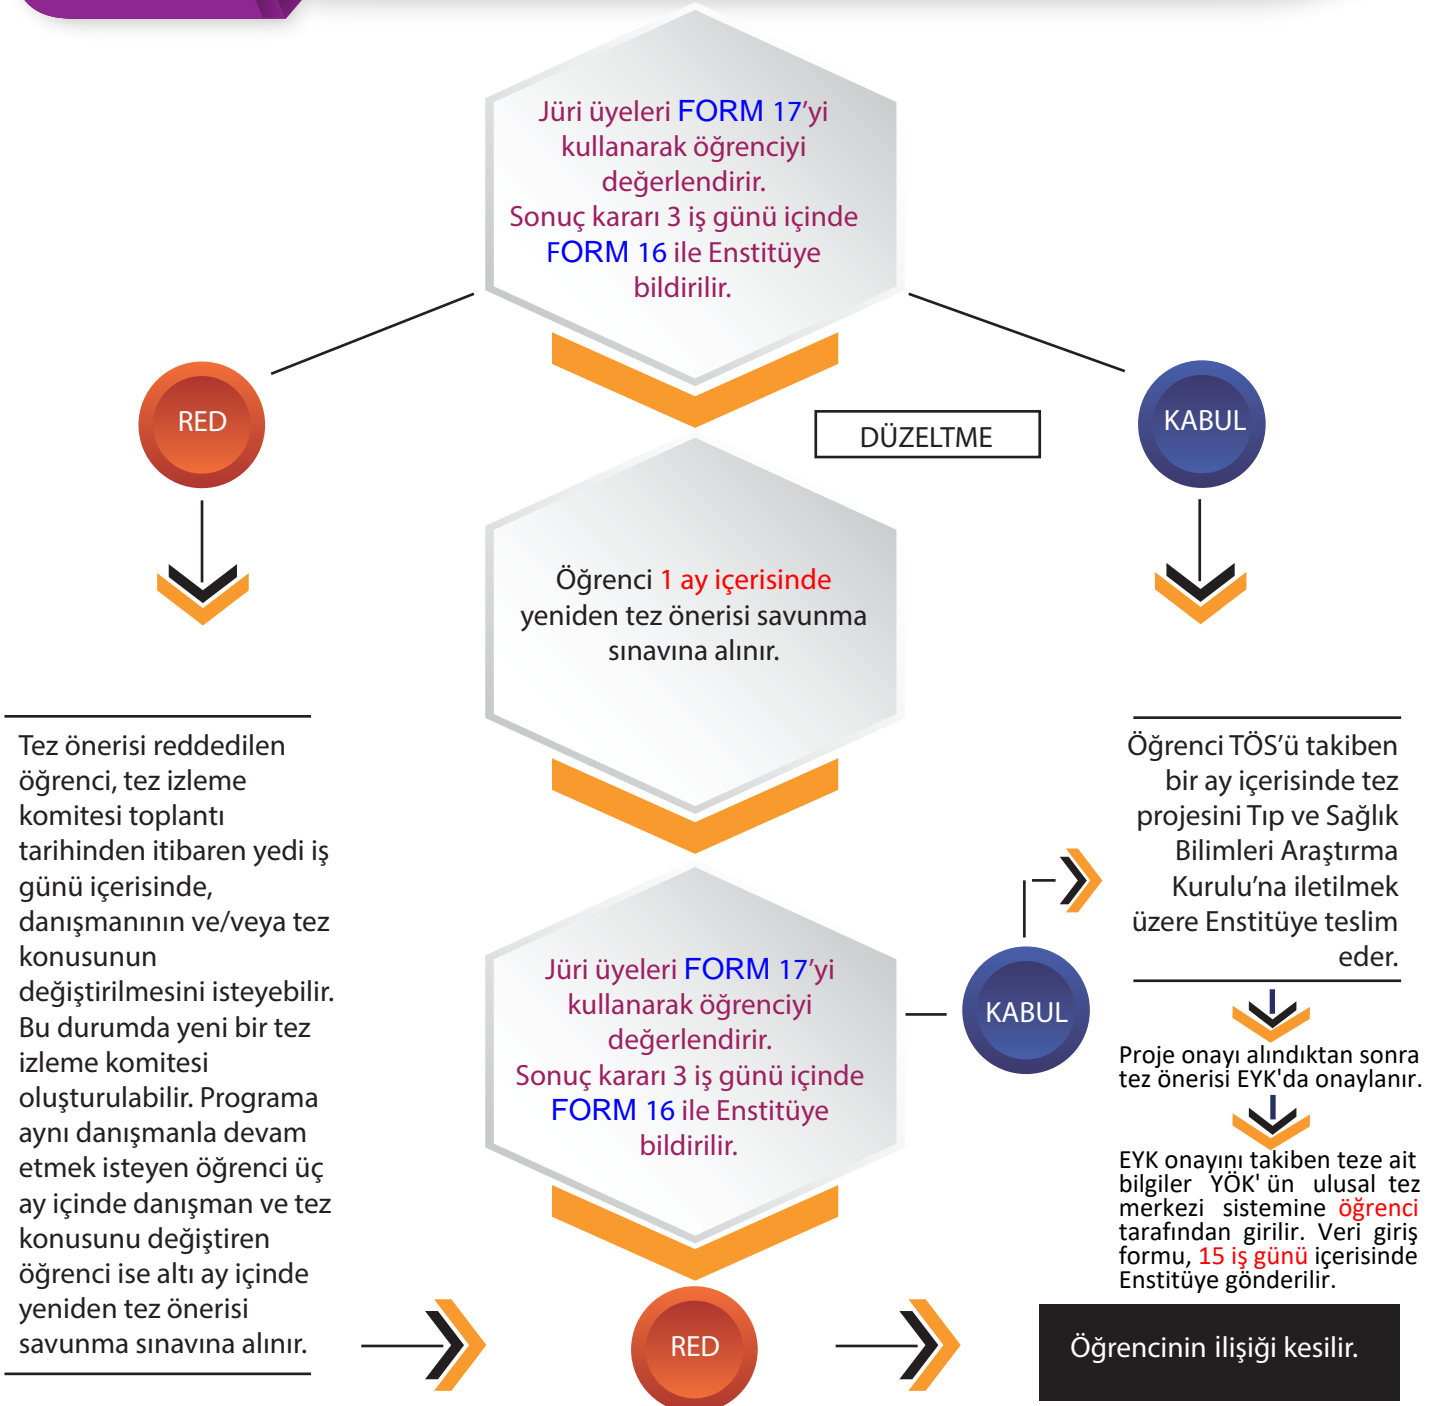 Jüri üyeleri FORM 17’yi
kullanarak öğrenciyi
değerlendirir.
Sonuç kararı 3 iş günü içinde
FORM 16 ile Enstitüye
bildirilir.
RED
DÜZELTME
KABUL
Öğrenci 1 ay içerisinde
yeniden tez önerisi savunma
sınavına alınır.
Tez önerisi reddedilen
öğrenci, tez izleme
komitesi toplantı
tarihinden itibaren yedi iş
günü içerisinde,
danışmanının ve/veya tez
konusunun
değiştirilmesini isteyebilir.
Bu durumda yeni bir tez
izleme komitesi
oluşturulabilir. Programa
aynı danışmanla devam
etmek isteyen öğrenci üç
ay içinde danışman ve tez
konusunu değiştiren
öğrenci ise altı ay içinde
yeniden tez önerisi
savunma sınavına alınır.
Jüri üyeleri FORM 17’yi
kullanarak öğrenciyi
değerlendirir.
Sonuç kararı 3 iş günü içinde
FORM 16 ile Enstitüye
bildirilir.
KABUL
Öğrenci TÖS’ü takiben
bir ay içerisinde tez
projesini Tıp ve Sağlık
Bilimleri Araştırma
Kurulu’na iletilmek
üzere Enstitüye teslim
eder.
Proje onayı alındıktan sonra
tez önerisi EYK'da onaylanır.
EYK onayını takiben teze ait
bilgiler YÖK' ün ulusal tez
merkezi sistemine öğrenci
tarafından girilir. Veri giriş
formu, 15 iş günü içerisinde
Enstitüye gönderilir.
RED
Öğrencinin ilişiği kesilir.